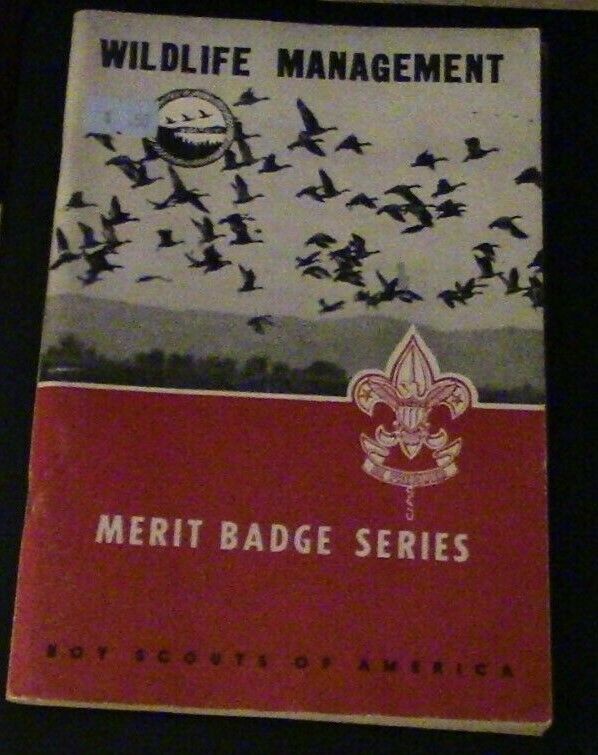 WILDLIFE MANAGEMENT
MERIT BADGE SERIES
BOY SCOUTS OF AMERICA